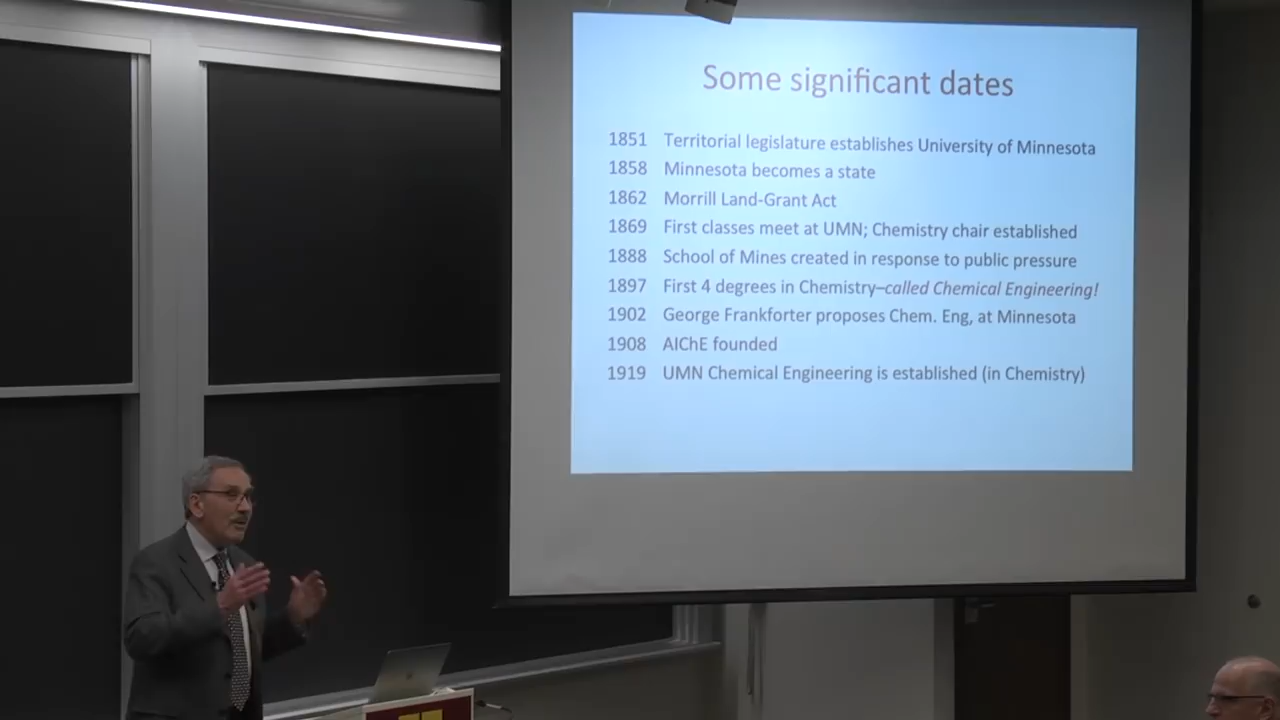 Some significant dates
1851 Territorial legislature establishes University of Minnesota
1858 Minnesota becomes a state
1862 Morrill Land-Grant Act
1869 First classes meet at UMN; Chemistry chair established
1888 School of Mines created in response to public pressure
1897 First 4 degrees in Chemistry–called Chemical Engineering!
1902 George Frankforter proposes Chem. Eng, at Minnesota
1908 AIChE founded
1919 UMN Chemical Engineering is established (in Chemistry)